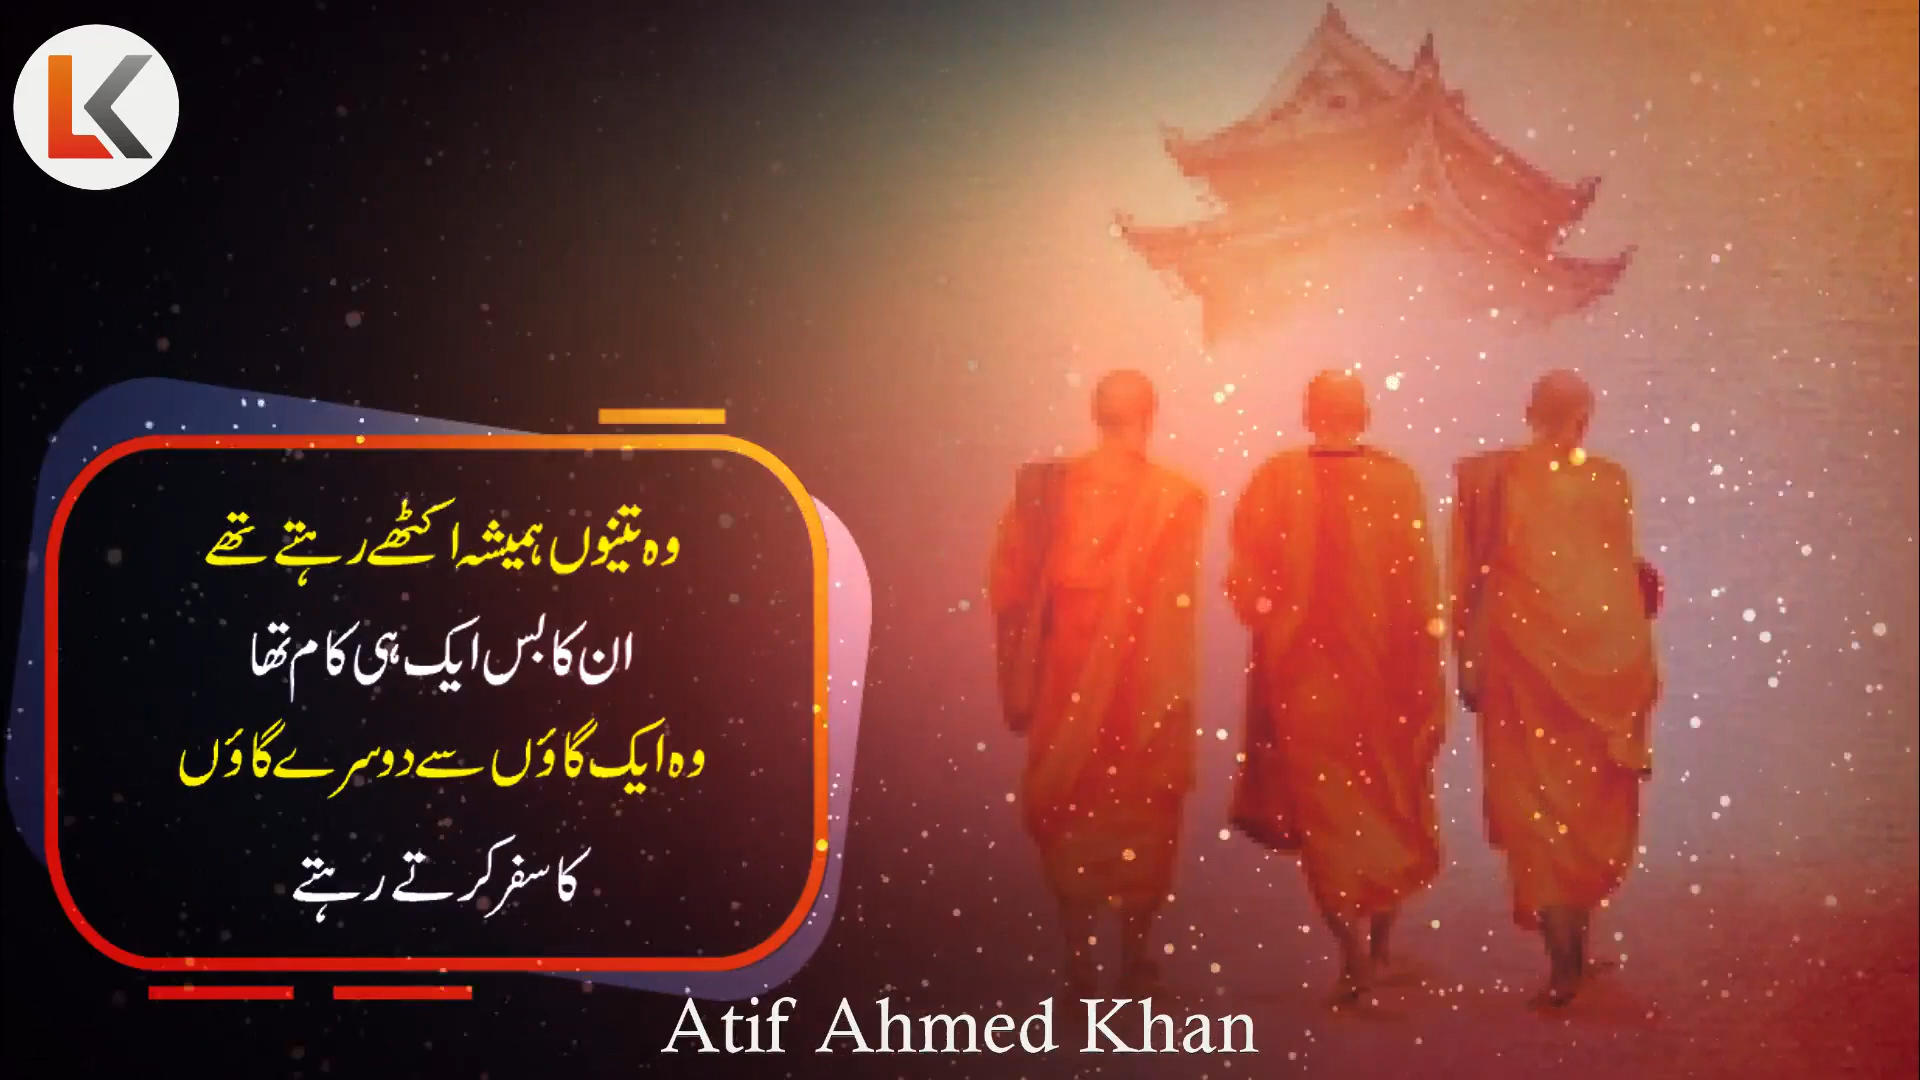 LK
وہ تینوں ہمیشہ اکٹھے رہتے تھے
ان کا بس ایک ہی کام تھا
وہ ایک گاؤں سے دوسرے گاؤں
کا سفر کرتے رہتے
Atif Ahmed Khan